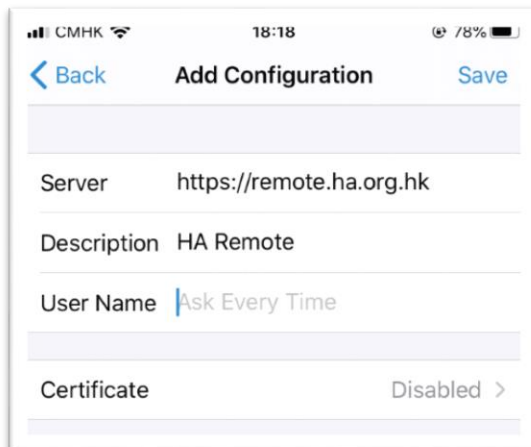 CMHK 18:18 78%
Back Add Configuration Save
Server https://remote.ha.org.hk
Description HA Remote
User Name Ask Every Time
Certificate Disabled